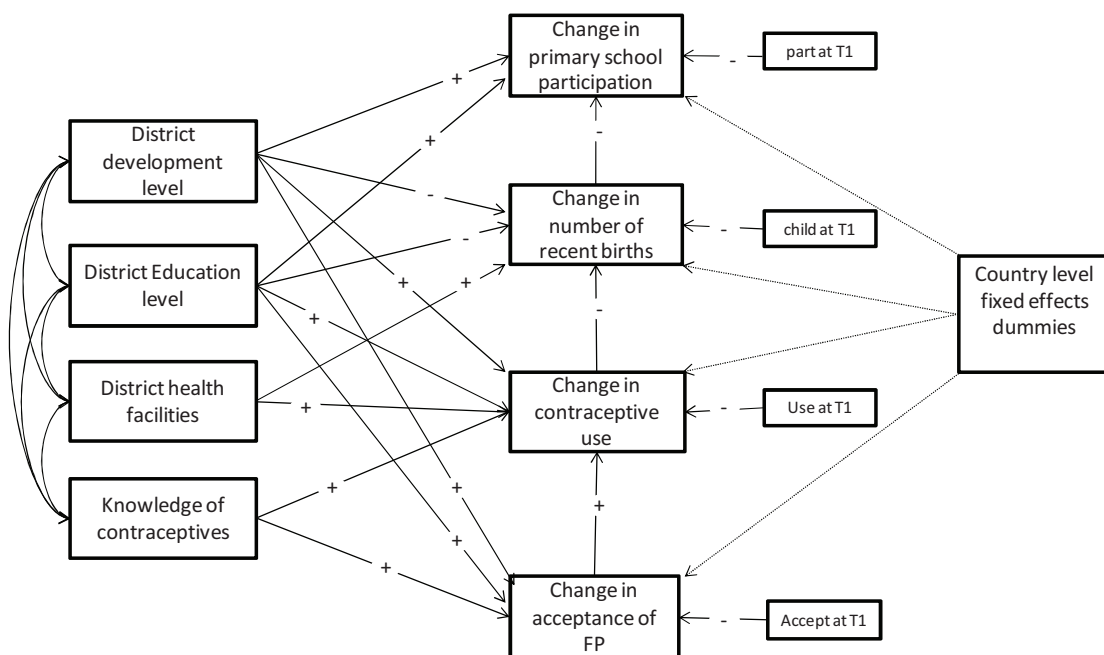 Change in
primary school
participation
part at T1
+
-
+
-
District
development
level
-
Change in
number of
recent births
child at T1
-
-
+
+
+
-
District Education
level
Country level
fixed effects
dummies
District health
facilities
+
Change in
contraceptive
use
Use at T1
-
Knowledge of
contraceptives
+
+
+
+
+
Change in
acceptance of
FP
Accept at T1
-